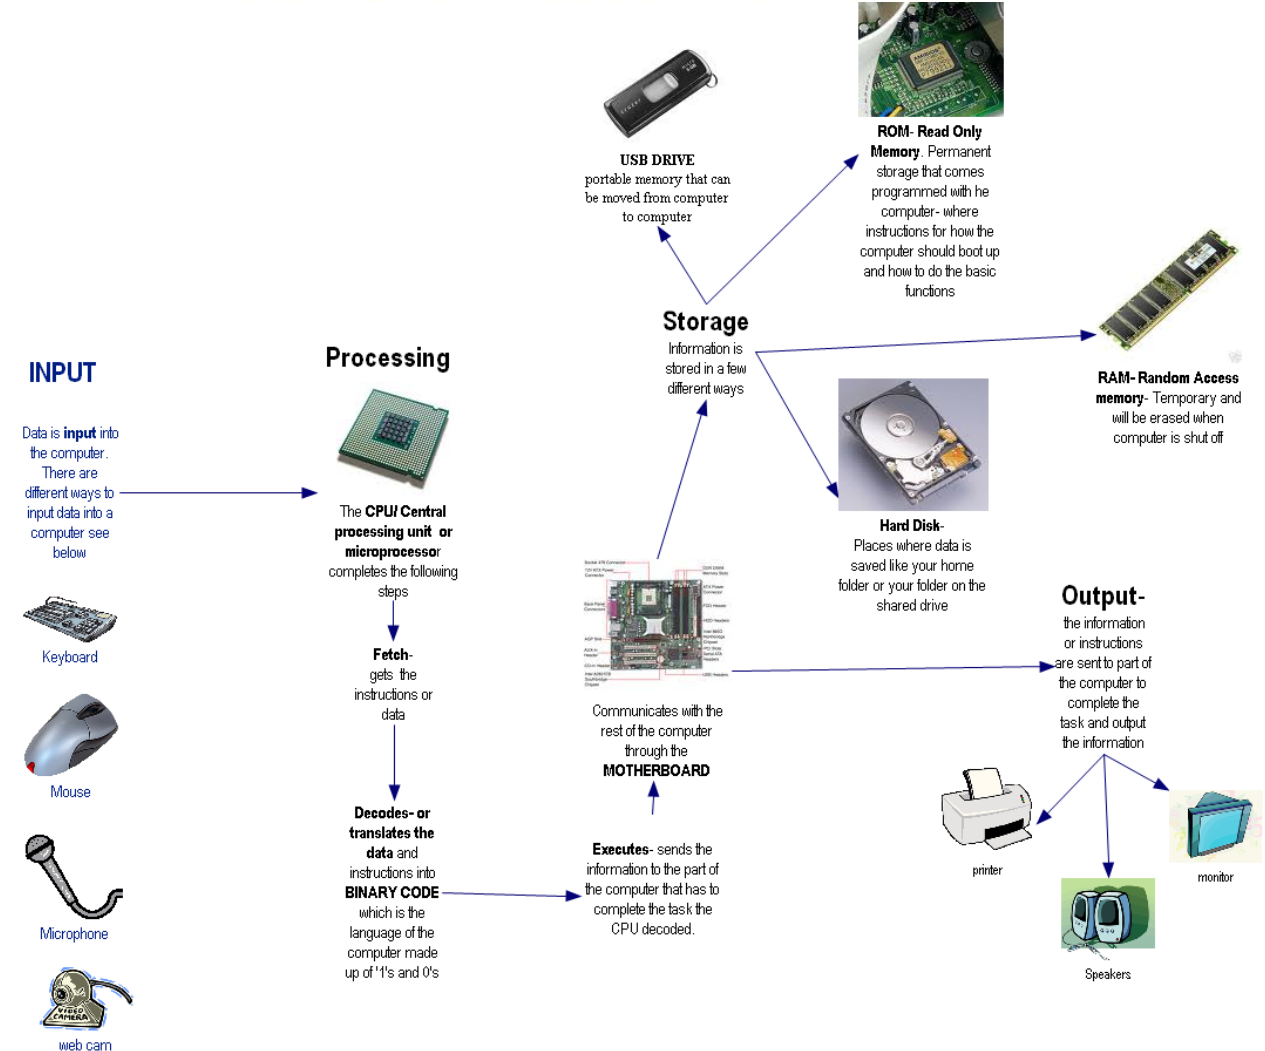 INPUT
Data is input into
the computer.
There are
different ways to
input data into a
computer see
below
Keyboard
Mouse
Microphone
VIDEO
CAMERA
web cam
Processing
The CPU/ Central
processing unit or
microprocessor
completes the following
steps
Fetch-
gets the
instructions or
data
Decodes- or
translates the
data and
instructions into
BINARY CODE
which is the
language of the
computer made
up of '1's and 0's
Executes- sends the
information to the part of
the computer that has to
complete the task the
CPU decoded.
Communicates with the
rest of the computer
through the
MOTHERBOARD
Storage
Information is
stored in a few
different ways
USB DRIVE
portable memory that can
be moved from computer
to computer
ROM- Read Only
Memory. Permanent
storage that comes
programmed with he
computer- where
instructions for how the
computer should boot up
and how to do the basic
functions
RAM- Random Access
memory- Temporary and
will be erased when
computer is shut off
Hard Disk-
Places where data is
saved like your home
folder or your folder on the
shared drive
Output-
the information
or instructions
are sent to part of
the computer to
complete the
task and output
the information
printer
Speakers
monitor